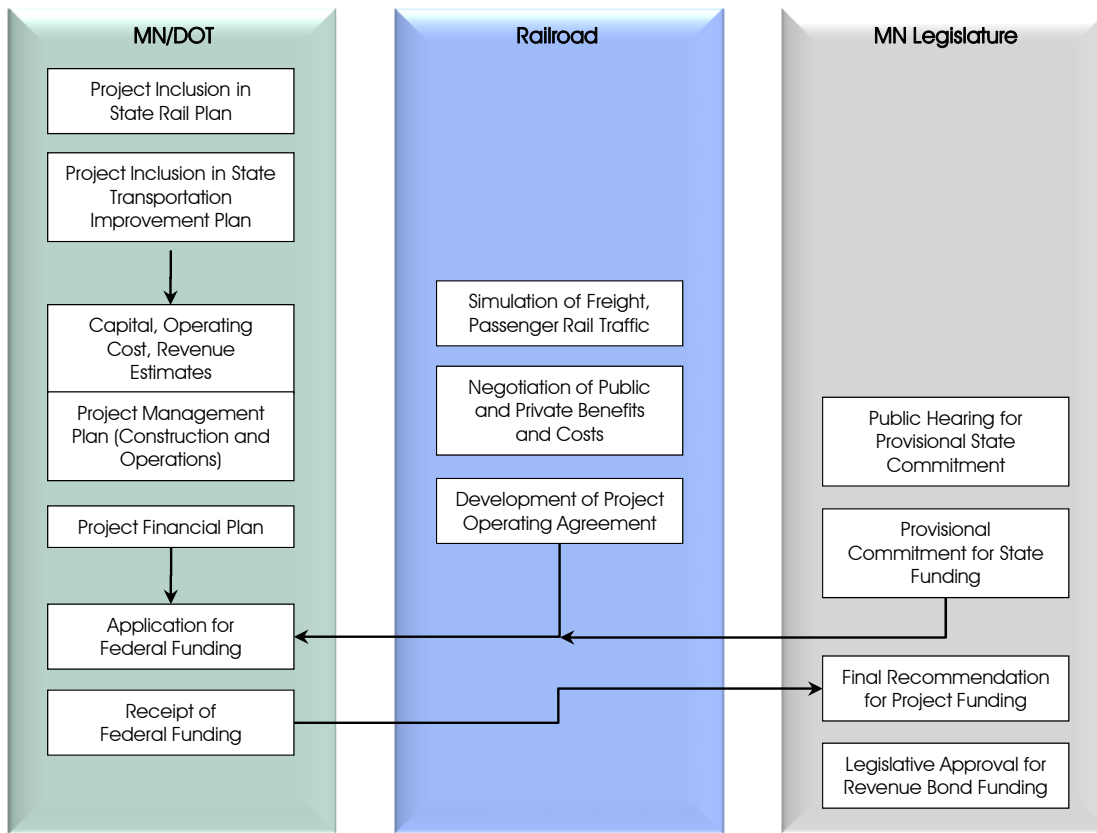 MN/DOT
Project Inclusion in
State Rail Plan
Project Inclusion in State
Transportation
Improvement Plan
Capital, Operating
Cost, Revenue
Estimates
Project Management
Plan (Construction and
Operations)
Project Financial Plan
Application for
Federal Funding
Receipt of
Federal Funding
Railroad
Simulation of Freight,
Passenger Rail Traffic
Negotiation of Public
and Private Benefits
and Costs
Development of Project
Operating Agreement
MN Legislature
Public Hearing for
Provisional State
Commitment
Provisional
Commitment for State
Funding
Final Recommendation
for Project Funding
Legislative Approval for
Revenue Bond Funding